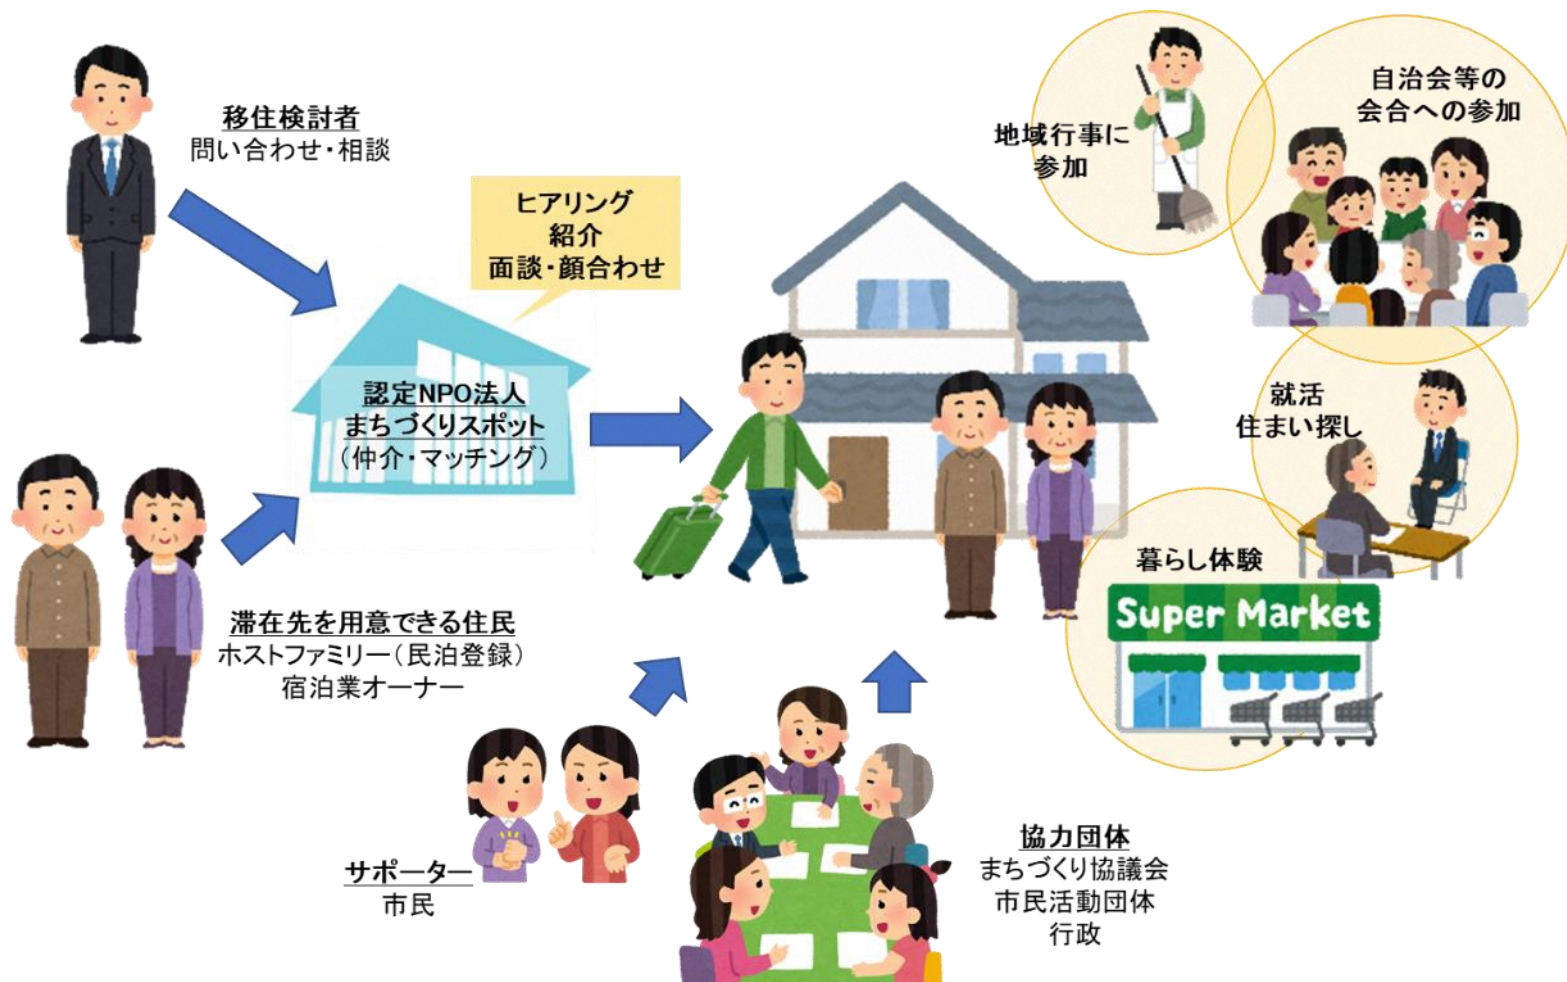 移住検討者
問い合わせ・相談
ヒアリング
紹介
面談・顔合わせ
認定NPO法人
まちづくりスポット
（仲介・マッチング）
滞在先を用意できる住民
ホストファミリー（民泊登録）
宿泊業オーナー
サポーター
市民
協力団体
まちづくり協議会
市民活動団体
行政
地域行事に
参加
自治会等の
会合への参加
就活
住まい探し
暮らし体験
Super Market